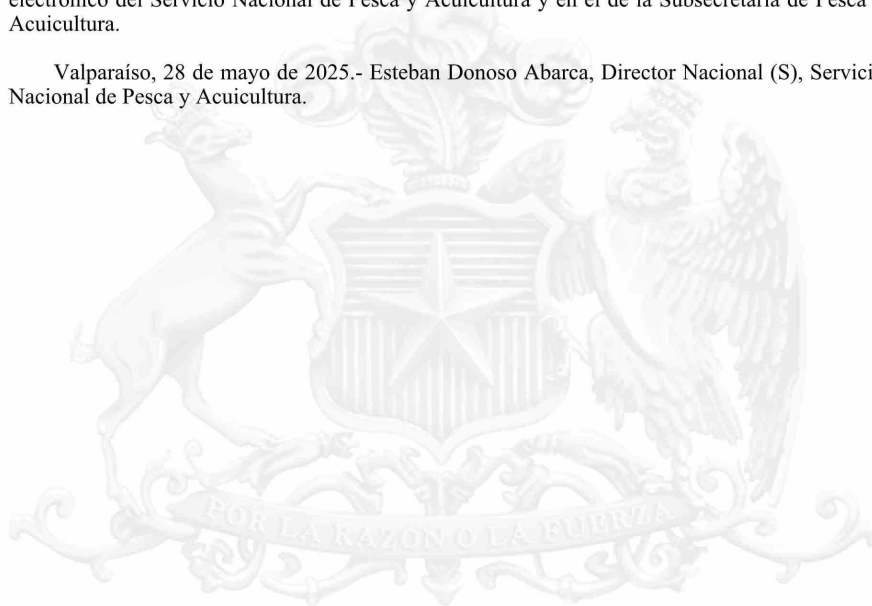 electrónico del Servicio Nacional de Pesca y Acuicultura y en el de la Subsecretaría de Pesca
Acuicultura.
Valparaíso, 28 de mayo de 2025.- Esteban Donoso Abarca, Director Nacional (S), Servici
Nacional de Pesca y Acuicultura.
POR LA RAZÓN O LA FUERZA